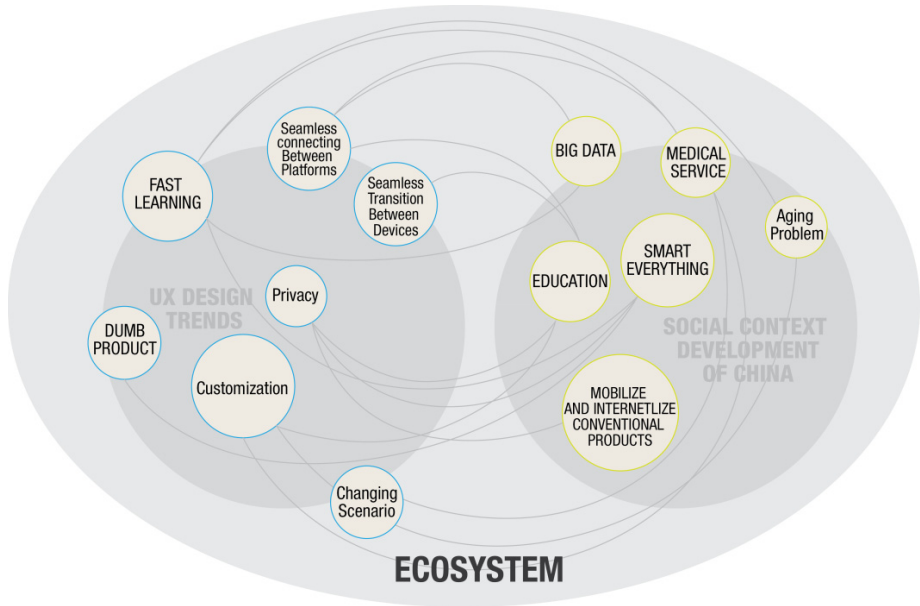 Seamless
connecting
Between
Platforms
FAST
LEARNING
Seamless
Transition
Between
Devices
UX DESIGN
TRENDS
Privacy
DUMB
PRODUCT
Customization
Changing
Scenario
BIG DATA
MEDICAL
SERVICE
Aging
Problem
SMART
EVERYTHING
EDUCATION
SOCIAL CONTEXT
DEVELOPMENT
OF CHINA
MOBILIZE
AND INTERNETLIZE
CONVENTIONAL
PRODUCTS
ECOSYSTEM